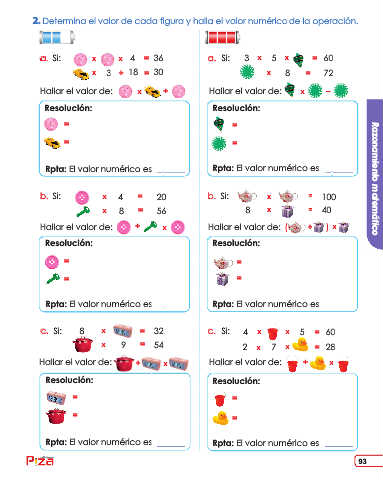 2. Determina el valor de cada figura y halla el valor numérico de la operación.
a. Si: x x 4 = 36
x 3 + 18 = 30
Hallar el valor de: x +
Resolución:
=
=
Rpta: El valor numérico es ______
b. Si: x 4 = 20
x 8 = 56
Hallar el valor de: + x
Resolución:
=
=
Rpta: El valor numérico es
c. Si: 8 x = 32
x 9 = 54
Hallar el valor de: + x
Resolución:
=
=
Rpta: El valor numérico es ______
a. Si: 3 x 5 x = 60
x 8 = 72
Hallar el valor de: x −
Resolución:
=
=
Rpta: El valor numérico es ______
b. Si: x = 100
8 x = 40
Hallar el valor de: ( + ) x
Resolución:
=
=
Rpta: El valor numérico es
c. Si: 4 x x 5 = 60
2 x 7 x = 28
Hallar el valor de: + x
Resolución:
=
=
Rpta: El valor numérico es ______
Razonamiento matemático
93